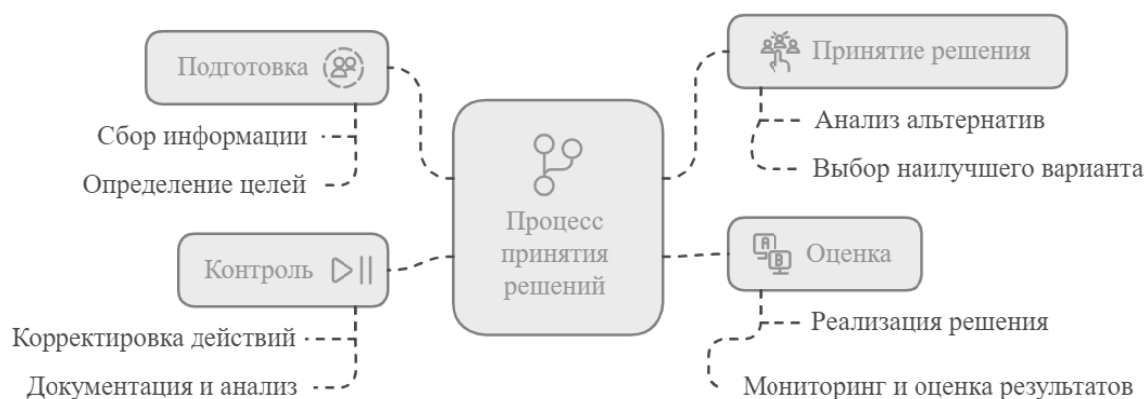 Подготовка
Сбор информации
Определение целей
Контроль
Корректировка действий
Документация и анализ
Процесс
принятия
решений
Принятие решения
Анализ альтернатив
Выбор наилучшего варианта
A
B
Оценка
Реализация решения
Мониторинг и оценка результатов